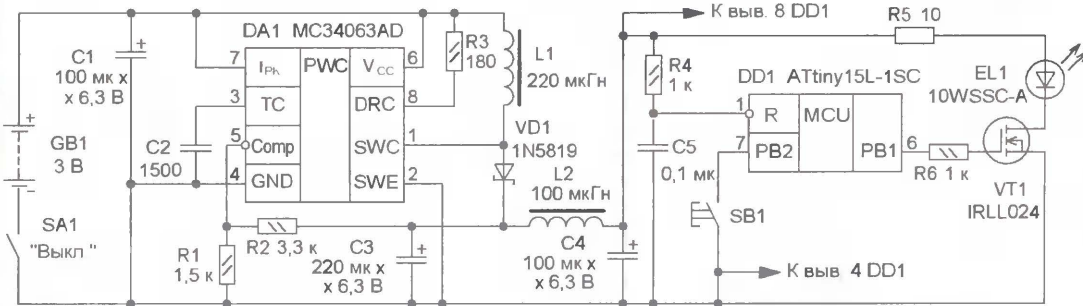 К выв. 8 DD1
DA1 MC34063AD
C1
100 мк х
х 6,3 В
7
I Ph
PWC
V CC
6
3
TC
DRC
8
5
Comp
SWC
1
4
GND
SWE
2
R3
180
L1
220 мкГн
R5 10
R4
1 к
DD1 ATtiny15L-1SC
1
R
MCU
7
PB2
PB1
6
EL1
10WSSC-A
GB1
3 В
C2
1500
VD1
1N5819
L2
100 мкГн
C5
0,1 мк
R6 1 к
VT1
IRLL024
SA1
"Выкл "
R1
1,5 к
R2 3,3 к
C3
220 мк х
х 6,3 В
C4
100 мк х
х 6,3 В
SB1
К выв 4 DD1